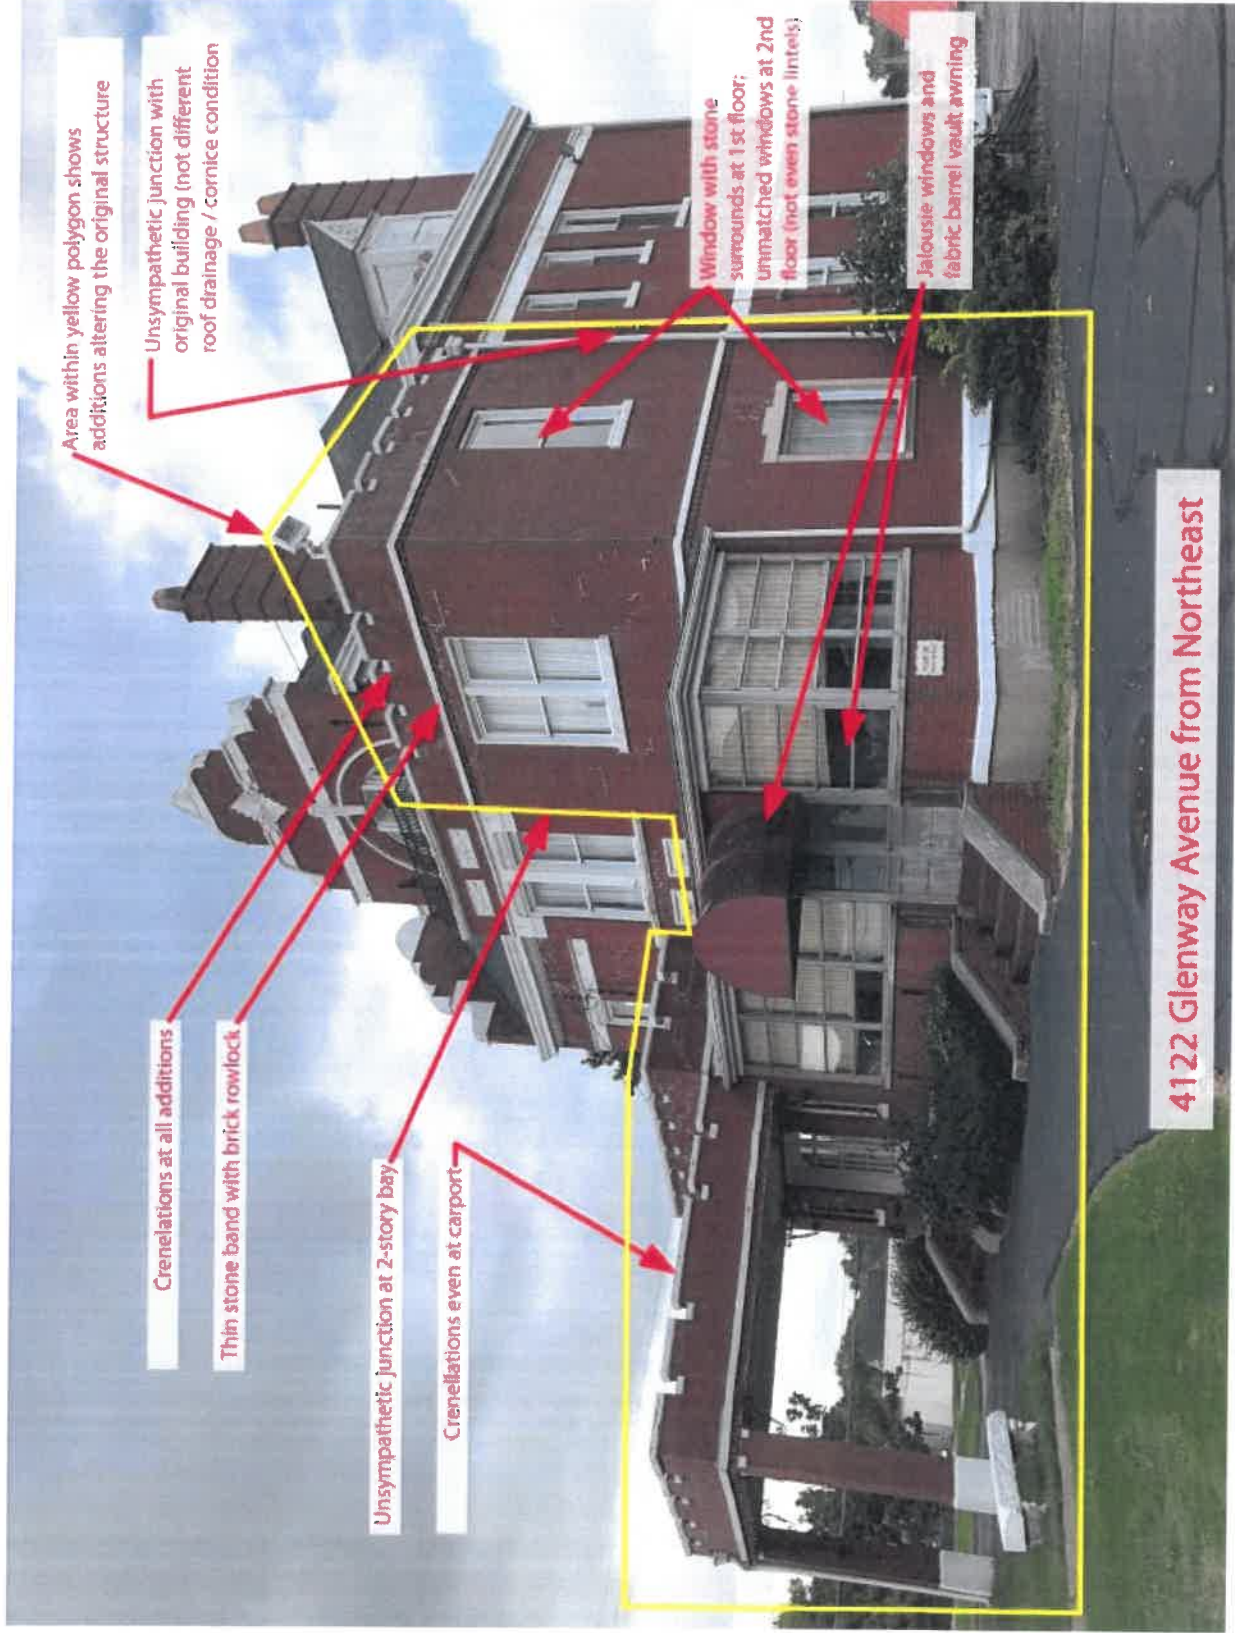 Area within yellow polygon shows
additions altering the original structure
Unsympathetic junction with
original building (not different
roof drainage / cornice condition
Crenelations at all additions
Thin stone band with brick rowlock
Unsympathetic junction at 2-story bay
Crenellations even at carport
Window with stone
surrounds at 1st floor;
unmatched windows at 2nd
floor (not even stone lintels)
Jalousie windows and
fabric barrel vault awning
4122 Glenway Avenue from Northeast